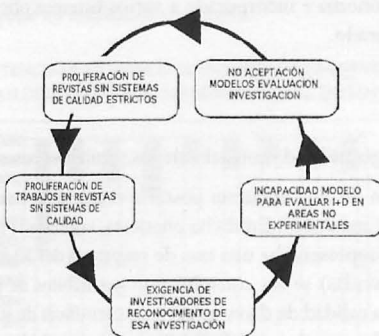 PROLIFERACIÓN DE
REVISTAS SIN SISTEMAS
DE CALIDAD ESTRICTOS
NO ACEPTACIÓN
MODELOS EVALUACION
INVESTIGACION
PROLIFERACIÓN DE
TRABAJOS EN REVISTAS
SIN SISTEMAS DE
CALIDAD
INCAPACIDAD MODELO
PARA EVALUAR I+D EN
AREAS NO
EXPERIMENTALES
EXIGENCIA DE
INVESTIGADORES DE
RECONOCIMIENTO DE
ESA INVESTIGACIÓN